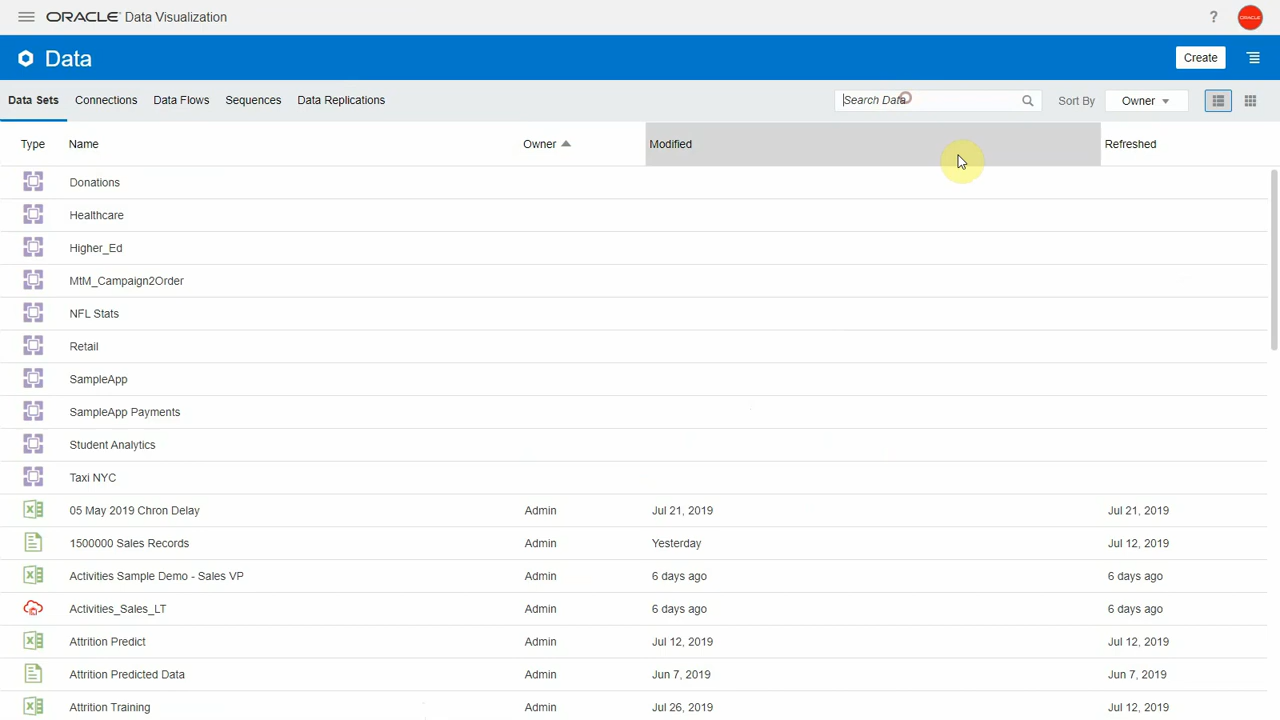 ORACLE Data Visualization
?
ORACLE
Data
Create
Data Sets Connections Data Flows Sequences Data Replications
Search Data
Sort By Owner
Type Name Owner Modified Refreshed
Donations
Healthcare
Higher_Ed
MtM_Campaign2Order
NFL Stats
Retail
SampleApp
SampleApp Payments
Student Analytics
Taxi NYC
05 May 2019 Chron Delay Admin Jul 21, 2019 Jul 21, 2019
1500000 Sales Records Admin Yesterday Jul 12, 2019
Activities Sample Demo - Sales VP Admin 6 days ago 6 days ago
Activities_Sales_LT Admin 6 days ago 6 days ago
Attrition Predict Admin Jul 12, 2019 Jul 12, 2019
Attrition Predicted Data Admin Jun 7, 2019 Jun 7, 2019
Attrition Training Admin Jul 26, 2019 Jul 12, 2019